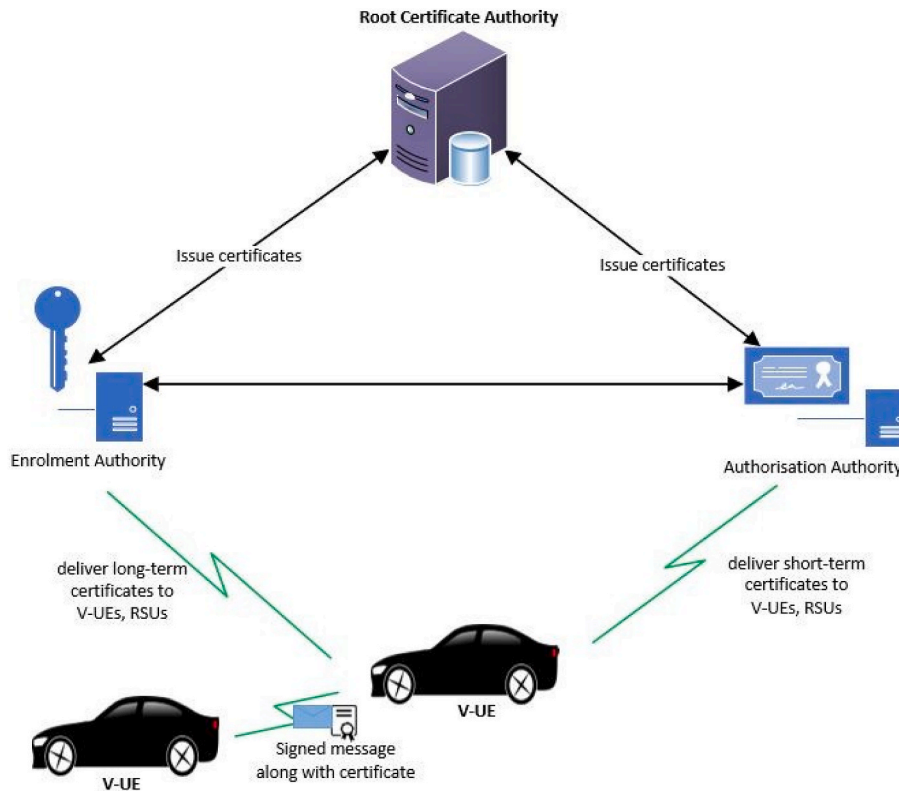 Root Certificate Authority
Issue certificates
Issue certificates
Enrolment Authority
Authorisation Authority
deliver long-term
certificates to
V-UEs, RSUs
deliver short-term
certificates to
V-UEs, RSUs
V-UE
Signed message
along with certificate
V-UE